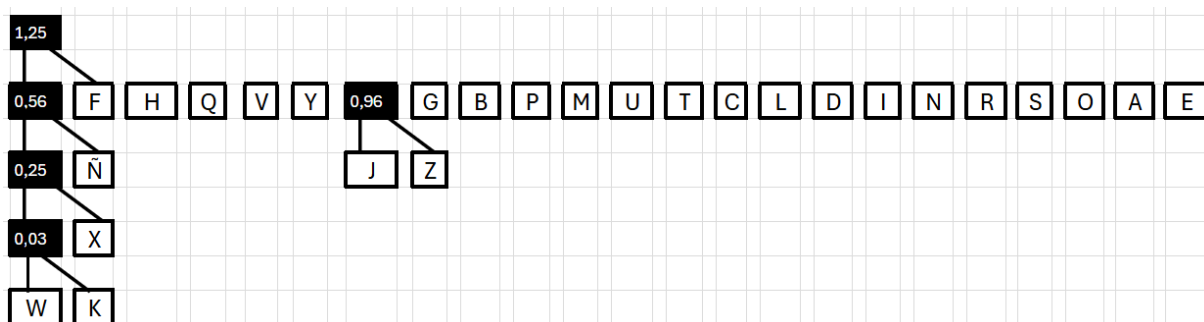 1,25
0,56 F H Q V Y 0,96 G B P M U T C L D I N R S O A E
0,25 Ñ J Z
0,03 X
W K